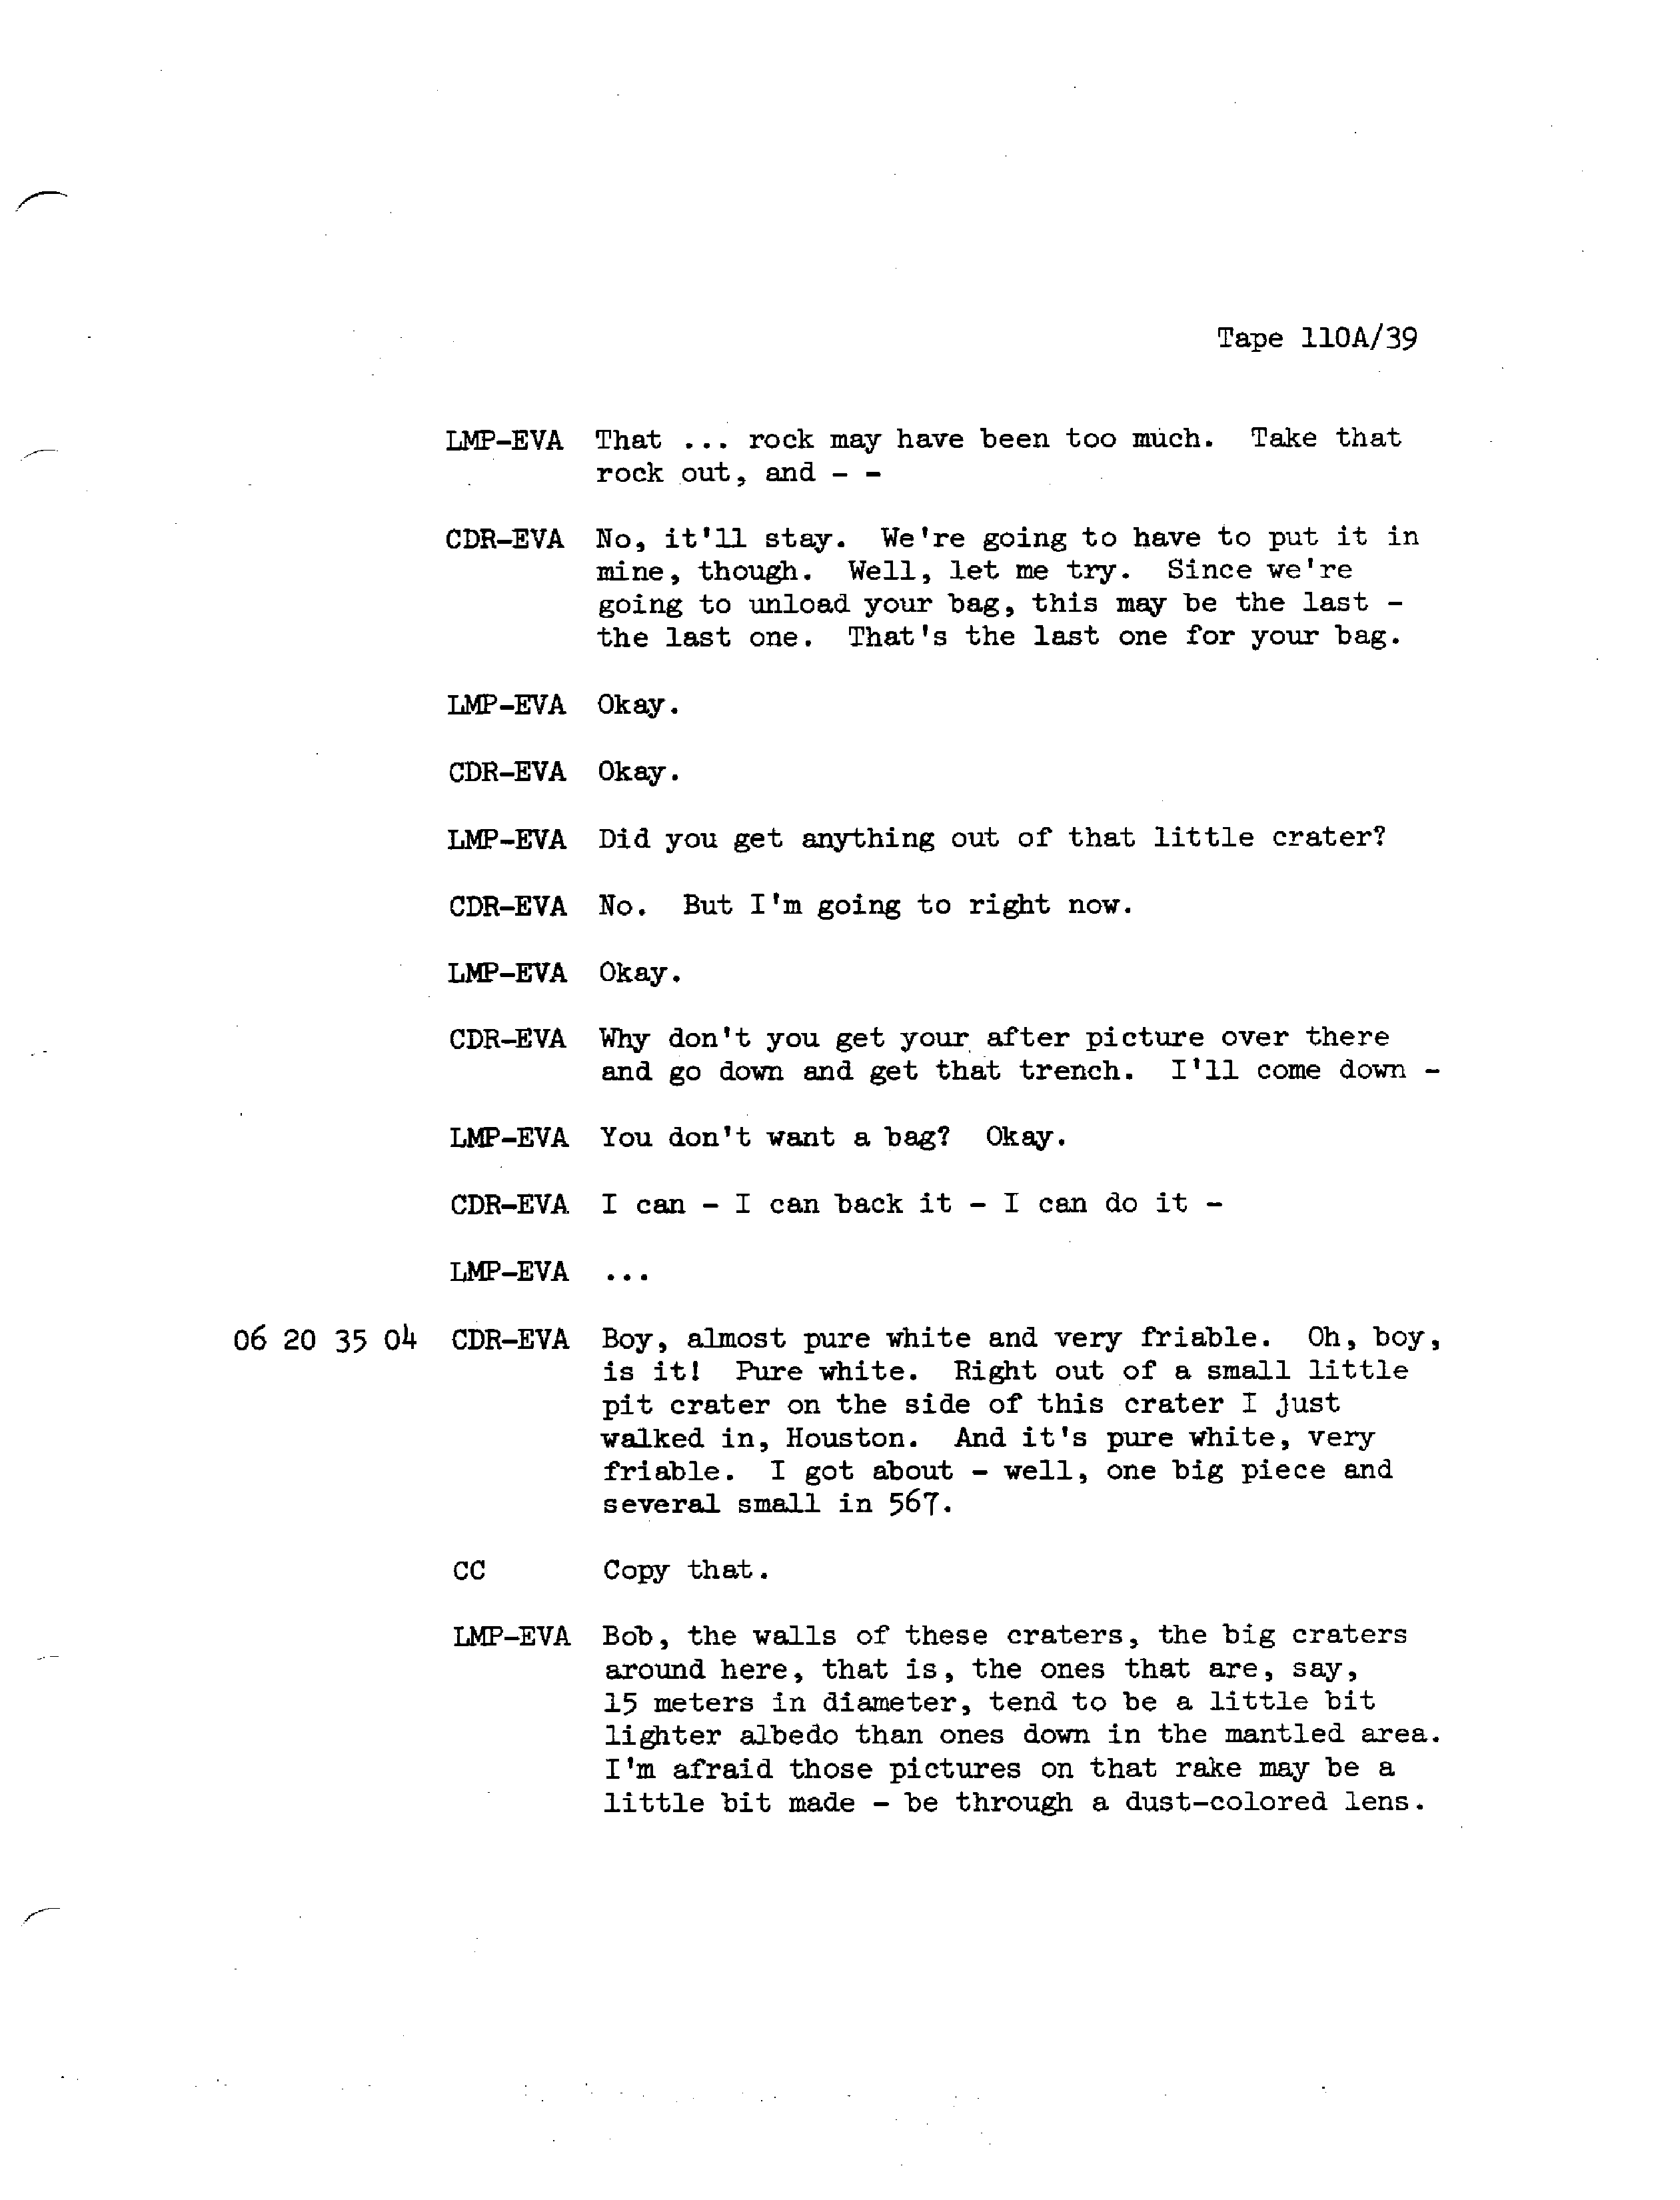 Tape 110A/39
LMP-EVA That ... rock may have been too much. Take that
rock out, and - -
CDR-EVA No, it'll stay. We're going to have to put it in
mine, though. Well, let me try. Since we're
going to unload your bag, this may be the last -
the last one. That's the last one for your bag.
LMP-EVA Okay.
CDR-EVA Okay.
LMP-EVA Did you get anything out of that little crater?
CDR-EVA No. But I'm going to right now.
LMP-EVA Okay.
CDR-EVA Why don't you get your after picture over there
and go down and get that trench. I'll come down -
LMP-EVA You don't want a bag? Okay.
CDR-EVA I can - I can back it - I can do it -
LMP-EVA ...
06 20 35 04 CDR-EVA Boy, almost pure white and very friable. Oh, boy,
is it! Pure white. Right out of a small little
pit crater on the side of this crater I just
walked in, Houston. And it's pure white, very
friable. I got about - well, one big piece and
several small in 567.
CC Copy that.
LMP-EVA Bob, the walls of these craters, the big craters
around here, that is, the ones that are, say,
15 meters in diameter, tend to be a little bit
lighter albedo than ones down in the mantled area.
I'm afraid those pictures on that rake may be a
little bit made - be through a dust-colored lens.